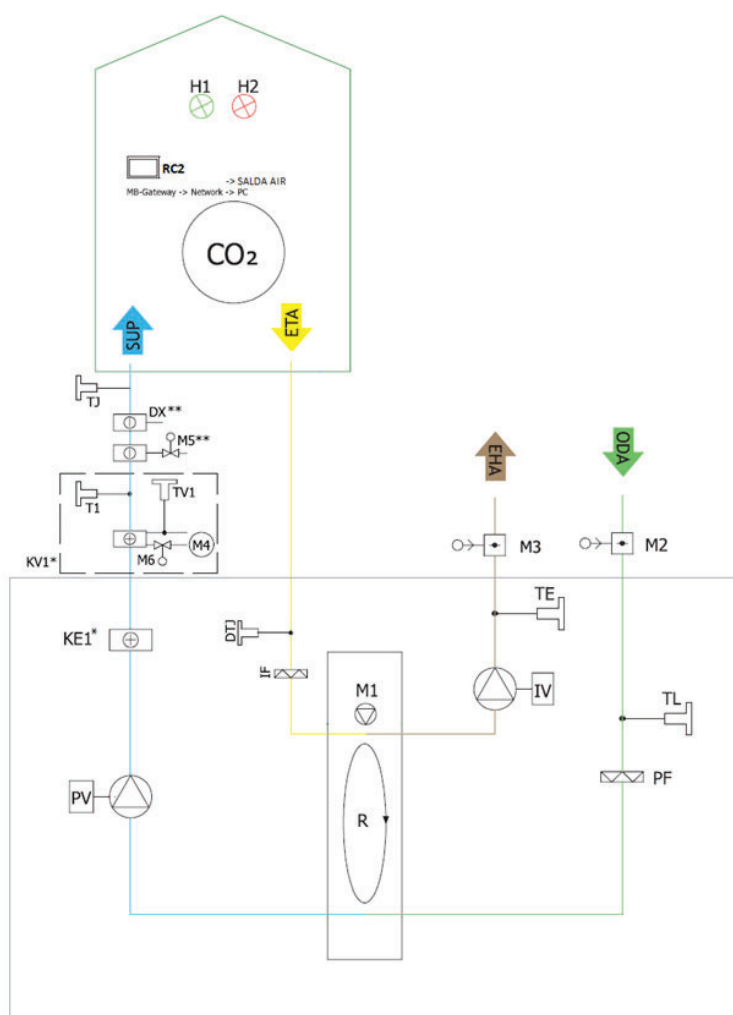 H1 H2
RC2
-> SALDA AIR
MB-Gateway -> Network -> PC
CO₂
SUP
ETA
TJ
DX**
M5**
EHA
ODA
T1
TV1
M4
M6
KV1*
M3
M2
TE
KE1*
DTJ
IF
M1
IV
TL
PF
PV
R